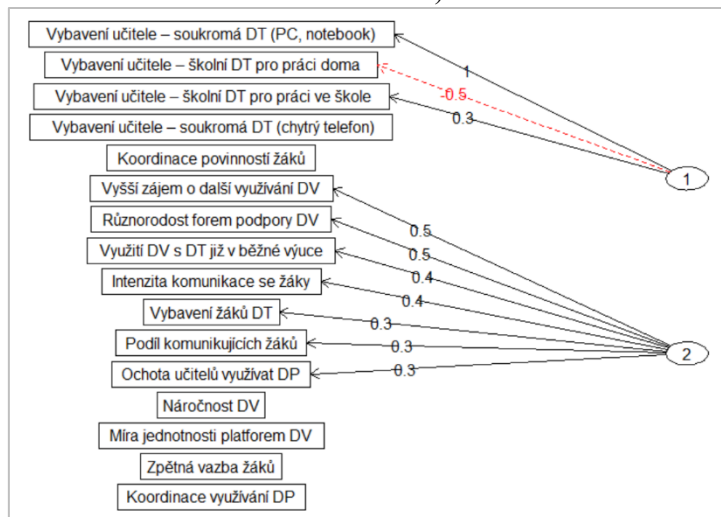 Vybavení učitele – soukromá DT (PC, notebook)
Vybavení učitele – školní DT pro práci doma
Vybavení učitele – školní DT pro práci ve škole
Vybavení učitele – soukromá DT (chytrý telefon)
Koordinace povinností žáků
Vyšší zájem o další využívání DV
Různorodost forem podpory DV
Využití DV s DT již v běžné výuce
Intenzita komunikace se žáky
Vybavení žáků DT
Podíl komunikujících žáků
Ochota učitelů využívat DP
Náročnost DV
Míra jednotnosti platforem DV
Zpětná vazba žáků
Koordinace využívání DP
1
-0.5
0.3
1
0.5
0.5
0.4
0.4
0.3
0.3
0.3
2